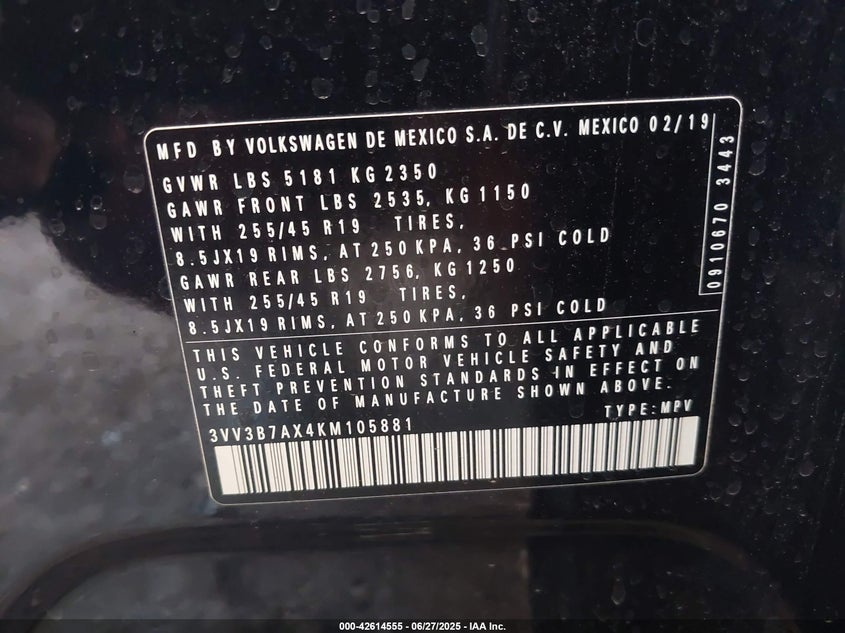 MFD BY VOLKSWAGEN DE MEXICO S.A. DE C.V. MEXICO 02/19
GVWR LBS 5181 KG 2350
GAWR FRONT LBS 2535, KG 1150
WITH 255/45 R19 TIRES,
8.5JX19 RIMS, AT 250 KPA, 36 PSI COLD
GAWR REAR LBS 2756, KG 1250
WITH 255/45 R19 TIRES,
8.5JX19 RIMS, AT 250 KPA, 36 PSI COLD
0910670 3443
THIS VEHICLE CONFORMS TO ALL APPLICABLE
U.S. FEDERAL MOTOR VEHICLE SAFETY AND
THEFT PREVENTION STANDARDS IN EFFECT ON
THE DATE OF MANUFACTURE SHOWN ABOVE.
TYPE: MPV
3VV3B7AX4KM105881
000-42614555 - 06/27/2025 - IAA Inc.